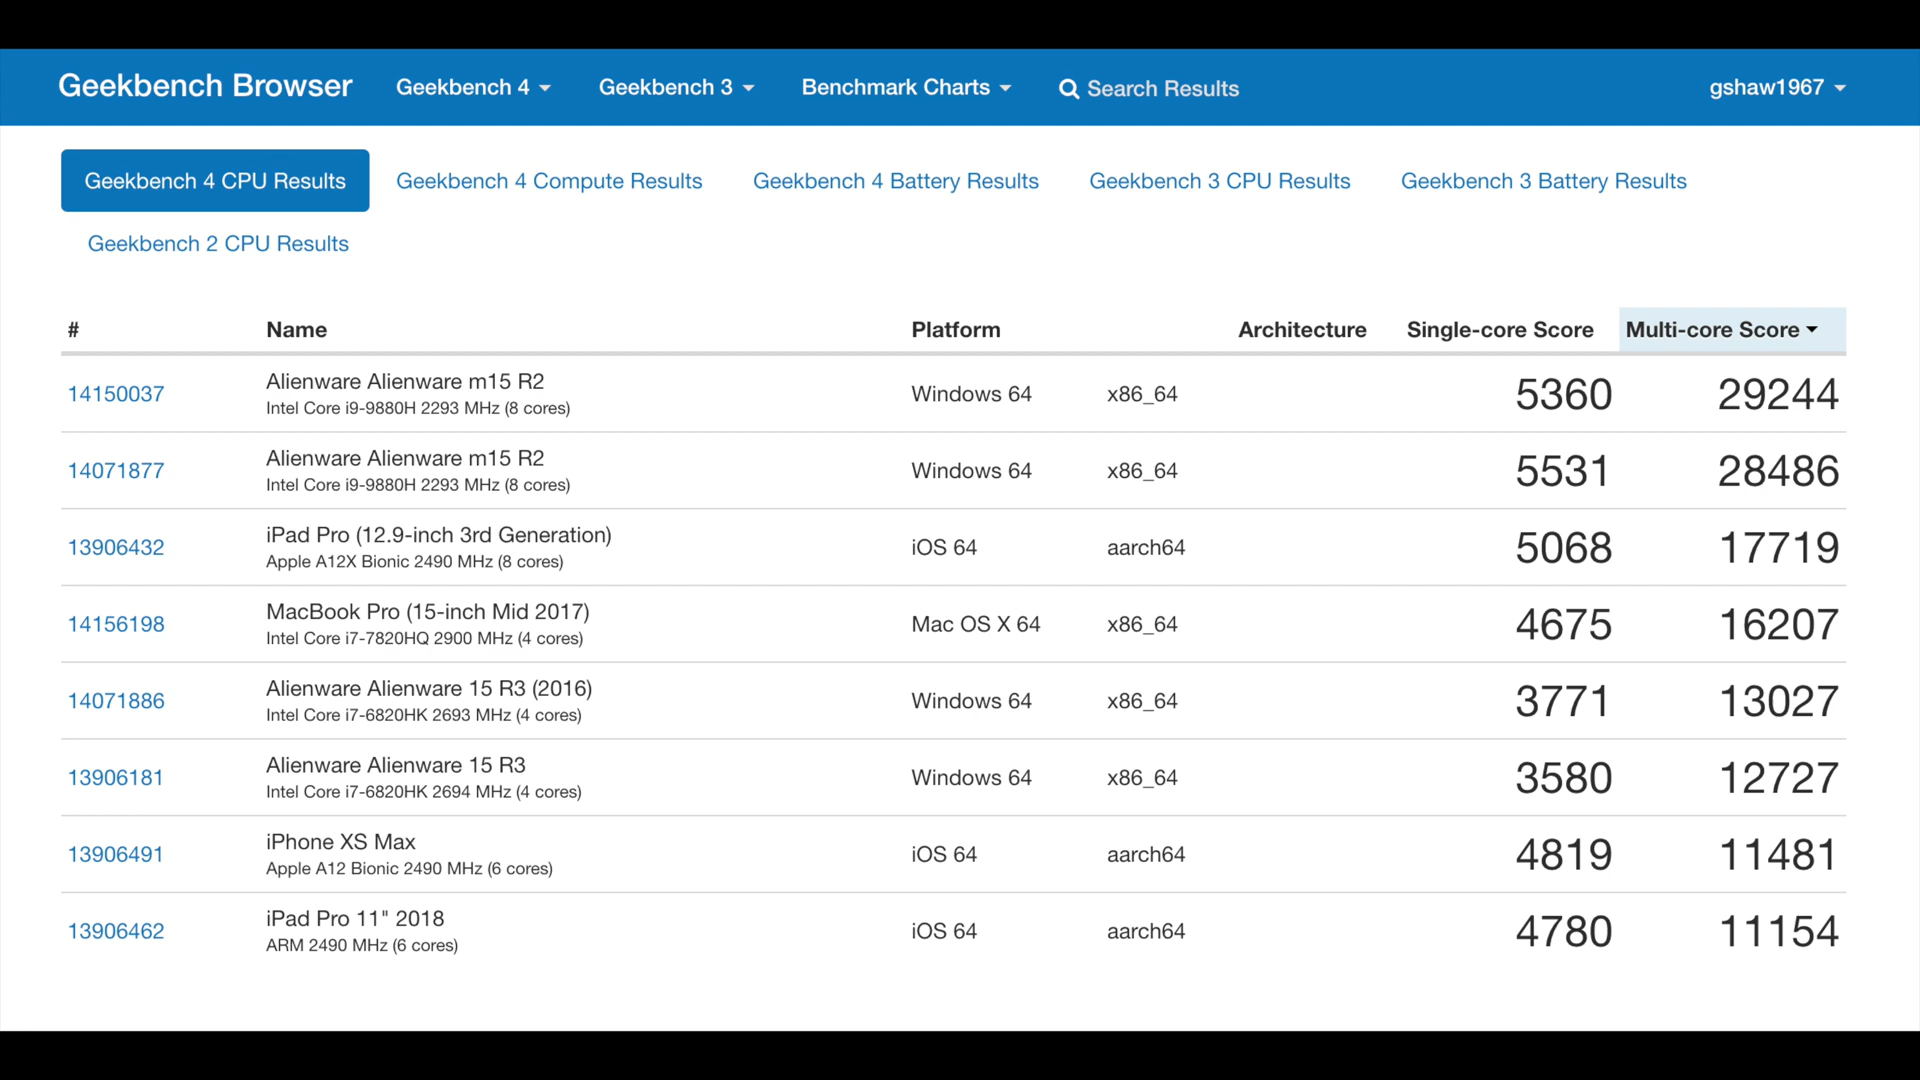 Geekbench Browser Geekbench 4 Geekbench 3 Benchmark Charts Search Results gshaw1967
Geekbench 4 CPU Results Geekbench 4 Compute Results Geekbench 4 Battery Results Geekbench 3 CPU Results Geekbench 3 Battery Results
Geekbench 2 CPU Results
# Name Platform Architecture Single-core Score Multi-core Score
14150037 Alienware Alienware m15 R2 Windows 64 x86_64 5360 29244
Intel Core i9-9880H 2293 MHz (8 cores)
14071877 Alienware Alienware m15 R2 Windows 64 x86_64 5531 28486
Intel Core i9-9880H 2293 MHz (8 cores)
13906432 iPad Pro (12.9-inch 3rd Generation) iOS 64 aarch64 5068 17719
Apple A12X Bionic 2490 MHz (8 cores)
14156198 MacBook Pro (15-inch Mid 2017) Mac OS X 64 x86_64 4675 16207
Intel Core i7-7820HQ 2900 MHz (4 cores)
14071886 Alienware Alienware 15 R3 (2016) Windows 64 x86_64 3771 13027
Intel Core i7-6820HK 2693 MHz (4 cores)
13906181 Alienware Alienware 15 R3 Windows 64 x86_64 3580 12727
Intel Core i7-6820HK 2694 MHz (4 cores)
13906491 iPhone XS Max iOS 64 aarch64 4819 11481
Apple A12 Bionic 2490 MHz (6 cores)
13906462 iPad Pro 11" 2018 iOS 64 aarch64 4780 11154
ARM 2490 MHz (6 cores)